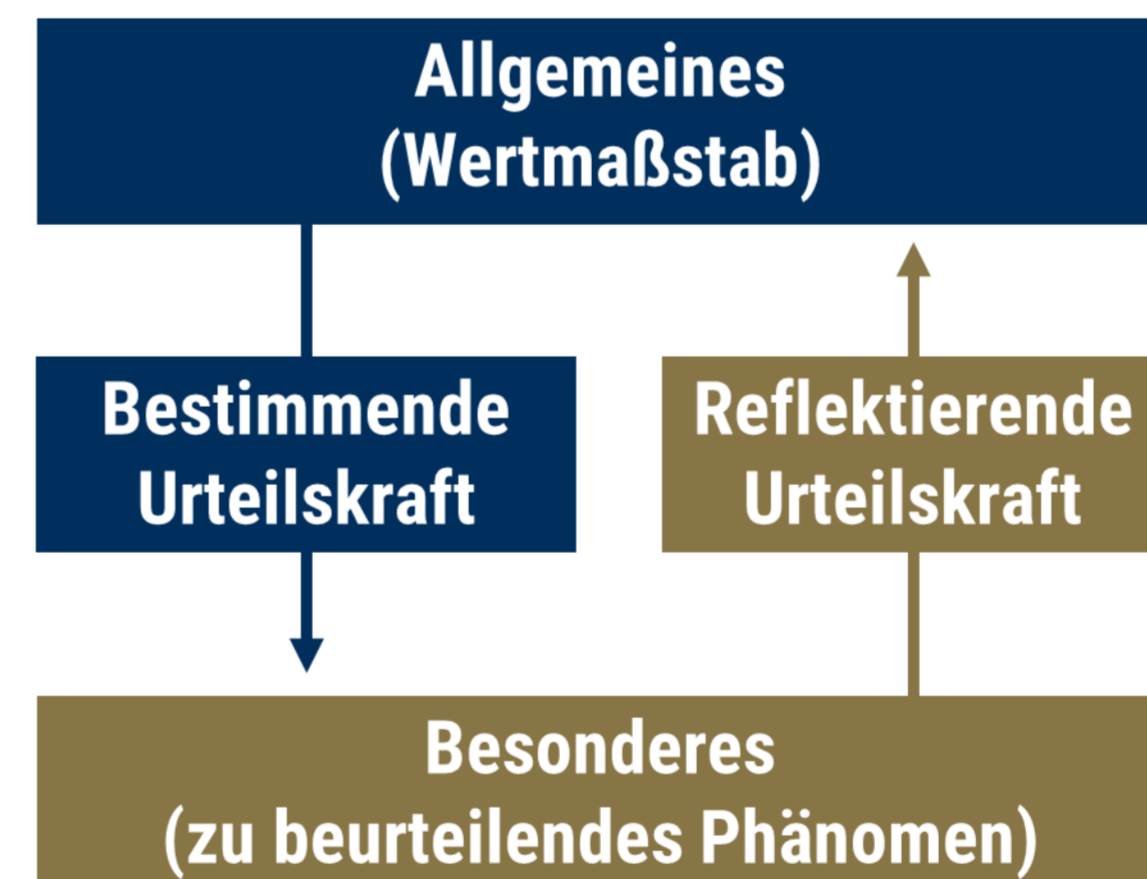 Allgemeines
(Wertmaßstab)
Bestimmende
Urteilskraft
Reflektierende
Urteilskraft
Besonderes
(zu beurteilendes Phänomen)